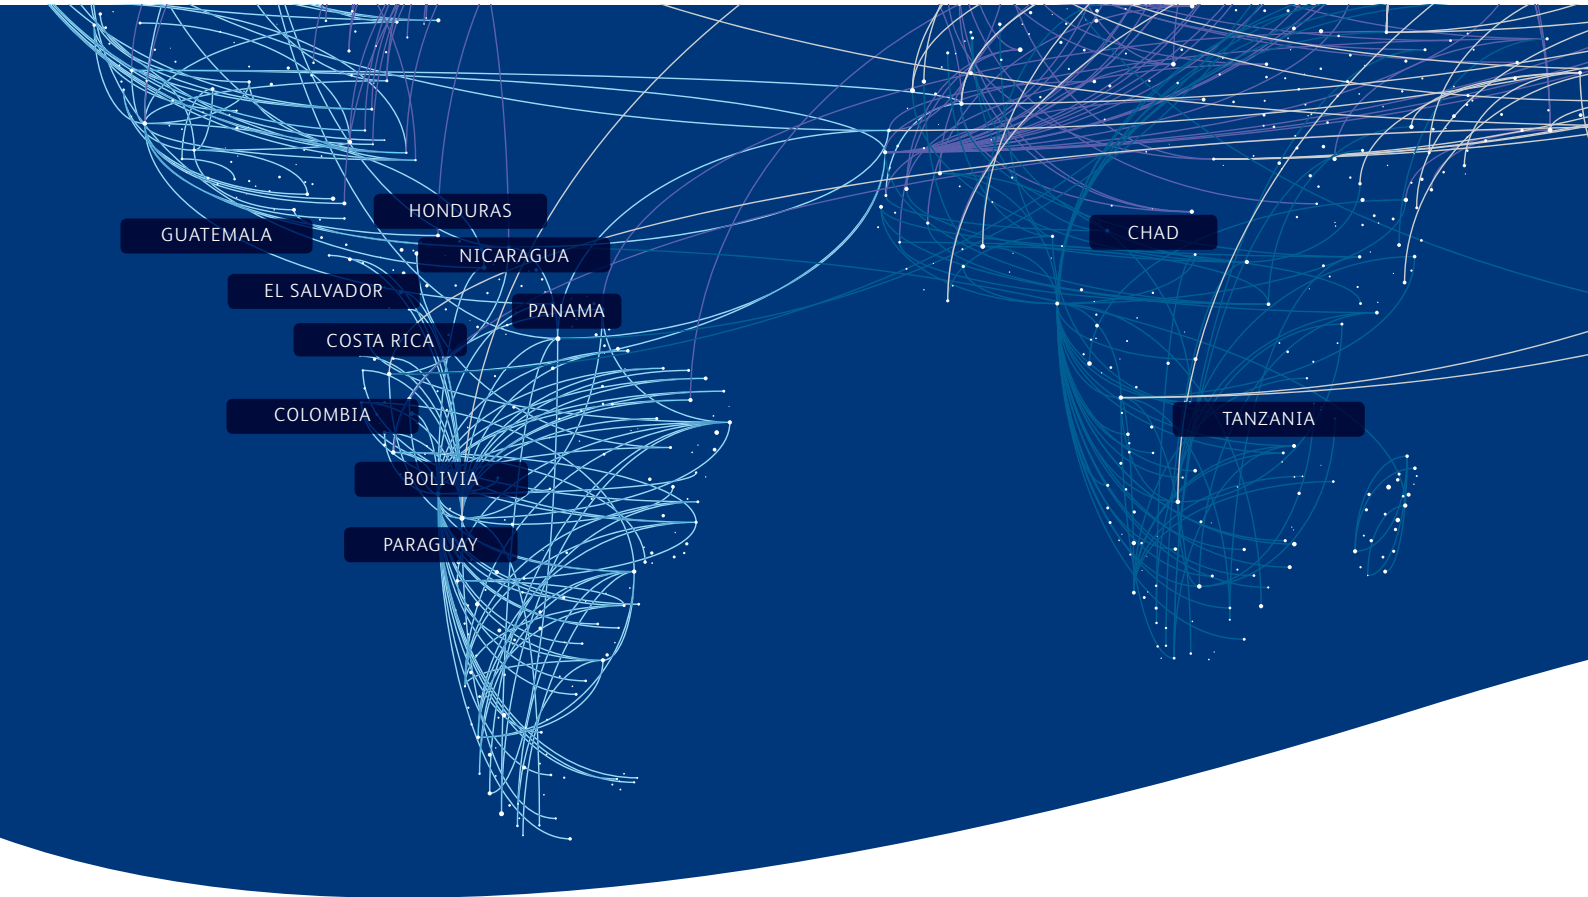 HONDURAS
GUATEMALA
CHAD
NICARAGUA
EL SALVADOR
PANAMA
COSTA RICA
COLOMBIA
TANZANIA
BOLIVIA
PARAGUAY